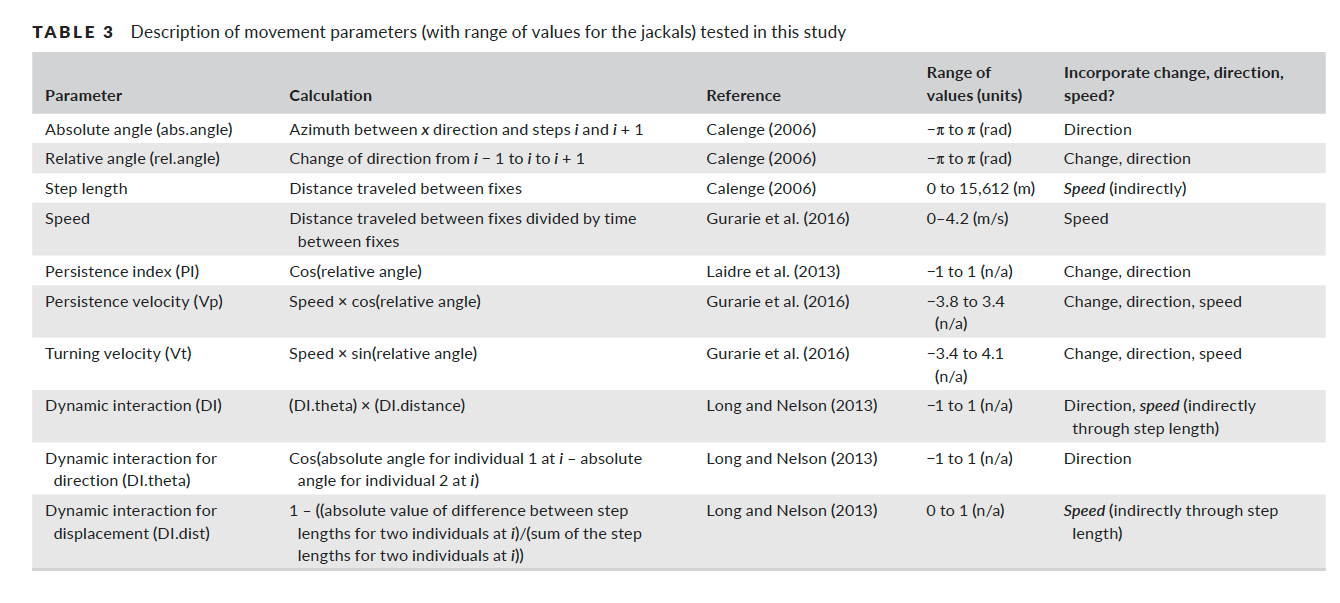 TABLE 3 Description of movement parameters (with range of values for the jackals) tested in this study
Parameter Calculation Reference Range of values (units) Incorporate change, direction, speed?
Absolute angle (abs.angle) Azimuth between x direction and steps i and i + 1 Calenge (2006) −π to π (rad) Direction
Relative angle (rel.angle) Change of direction from i − 1 to i to i + 1 Calenge (2006) −π to π (rad) Change, direction
Step length Distance traveled between fixes Calenge (2006) 0 to 15,612 (m) Speed (indirectly)
Speed Distance traveled between fixes divided by time between fixes Gurarie et al. (2016) 0–4.2 (m/s) Speed
Persistence index (PI) Cos(relative angle) Laidre et al. (2013) −1 to 1 (n/a) Change, direction
Persistence velocity (Vp) Speed × cos(relative angle) Gurarie et al. (2016) −3.8 to 3.4 (n/a) Change, direction, speed
Turning velocity (Vt) Speed × sin(relative angle) Gurarie et al. (2016) −3.4 to 4.1 (n/a) Change, direction, speed
Dynamic interaction (DI) (DI.theta) × (DI.distance) Long and Nelson (2013) −1 to 1 (n/a) Direction, speed (indirectly through step length)
Dynamic interaction for direction (DI.theta) Cos(absolute angle for individual 1 at i – absolute angle for individual 2 at i) Long and Nelson (2013) −1 to 1 (n/a) Direction
Dynamic interaction for displacement (DI.dist) 1 – ((absolute value of difference between step lengths for two individuals at i)/(sum of the step lengths for two individuals at i)) Long and Nelson (2013) 0 to 1 (n/a) Speed (indirectly through step length)